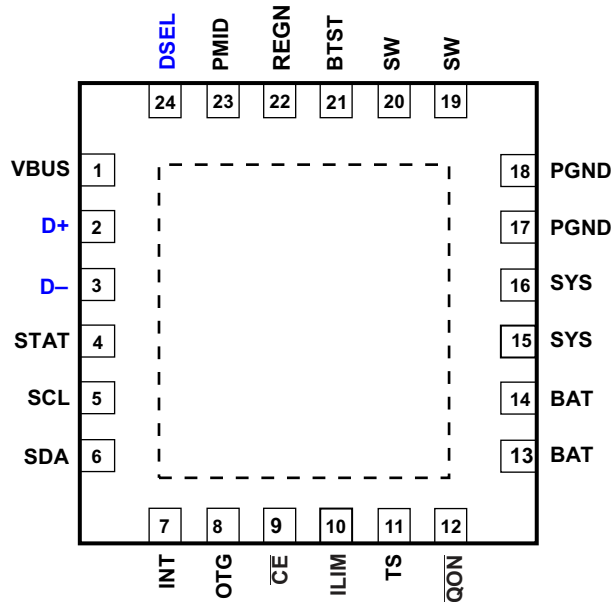 DSEL
PMID
REGN
BTST
SW
SW
24
23
22
21
20
19
VBUS 1
18 PGND
D+ 2
17 PGND
D– 3
16 SYS
STAT 4
15 SYS
SCL 5
14 BAT
SDA 6
13 BAT
7
8
9
10
11
12
INT
OTG
CE
ILIM
TS
QON